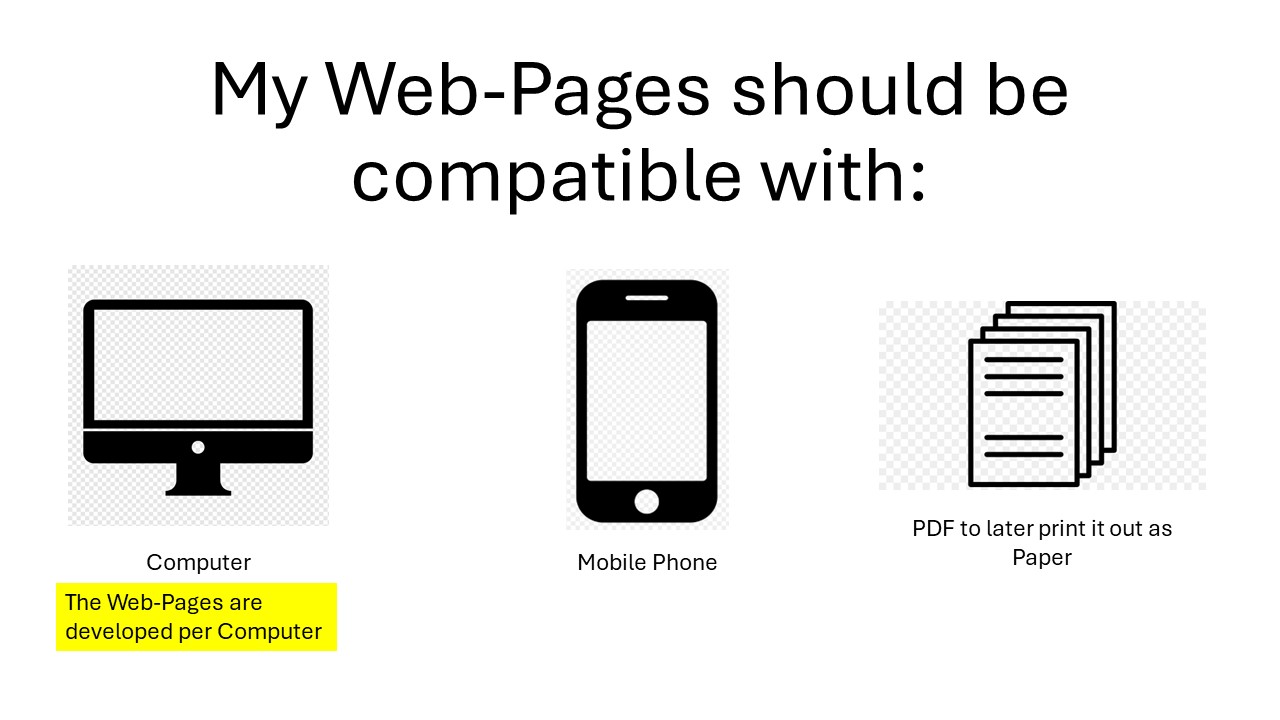 My Web-Pages should be
compatible with:
Computer
The Web-Pages are
developed per Computer
Mobile Phone
PDF to later print it out as
Paper